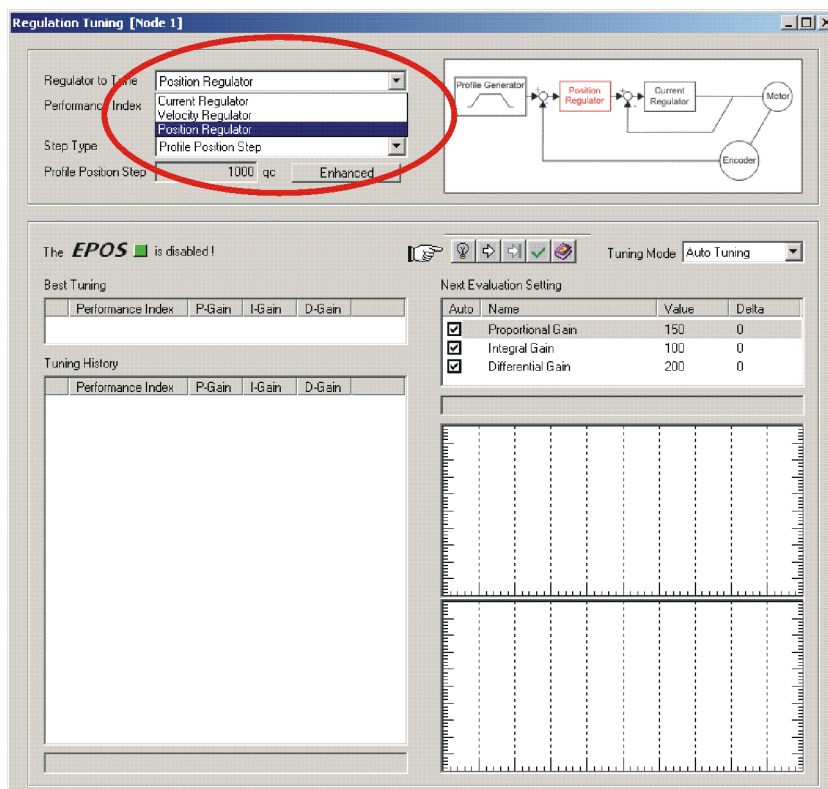 Regulation Tuning [Node 1]
Regulator to Tune
Position Regulator
Current Regulator
Velocity Regulator
Position Regulator
Performance Index
Step Type
Profile Position Step
Profile Position Step
1000 qc
Enhanced
Profile Generator
Position Regulator
Current Regulator
Motor
Encoder
The EPOS is disabled !
Tuning Mode
Auto Tuning
Best Tuning
Performance Index P-Gain I-Gain D-Gain
Tuning History
Performance Index P-Gain I-Gain D-Gain
Next Evaluation Setting
Auto Name Value Delta
Proportional Gain 150 0
Integral Gain 100 0
Differential Gain 200 0